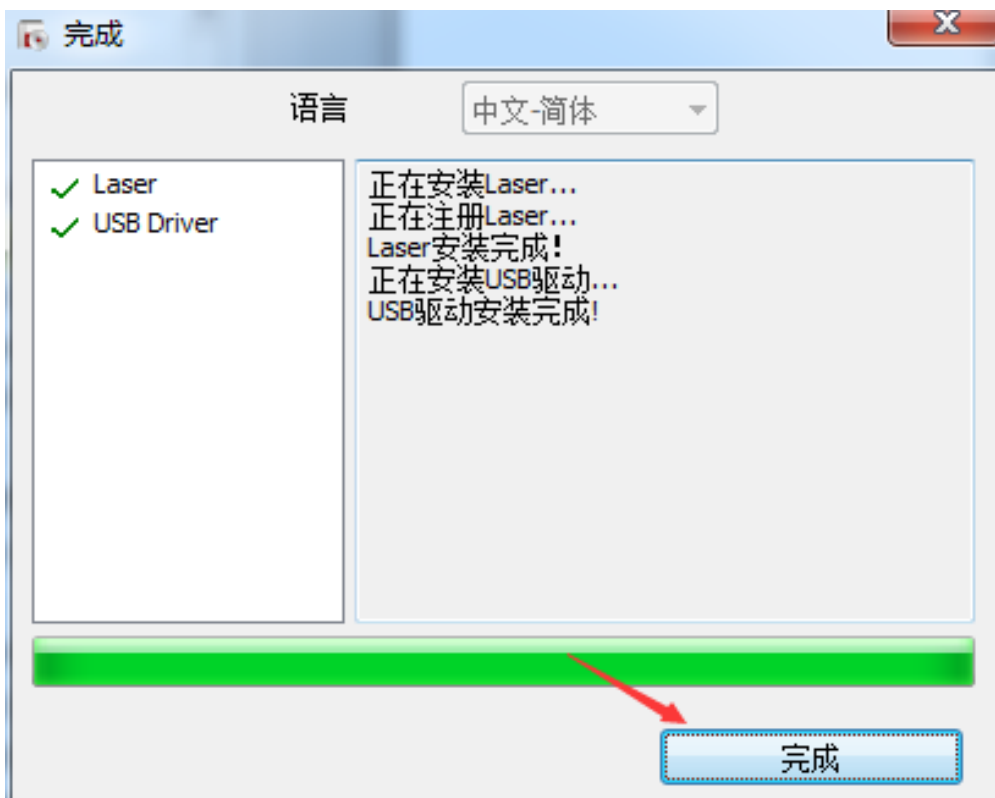 完成
语言 中文-简体
Laser
USB Driver
正在安装Laser...
正在注册Laser...
Laser安装完成!
正在安装USB驱动...
USB驱动安装完成!
完成